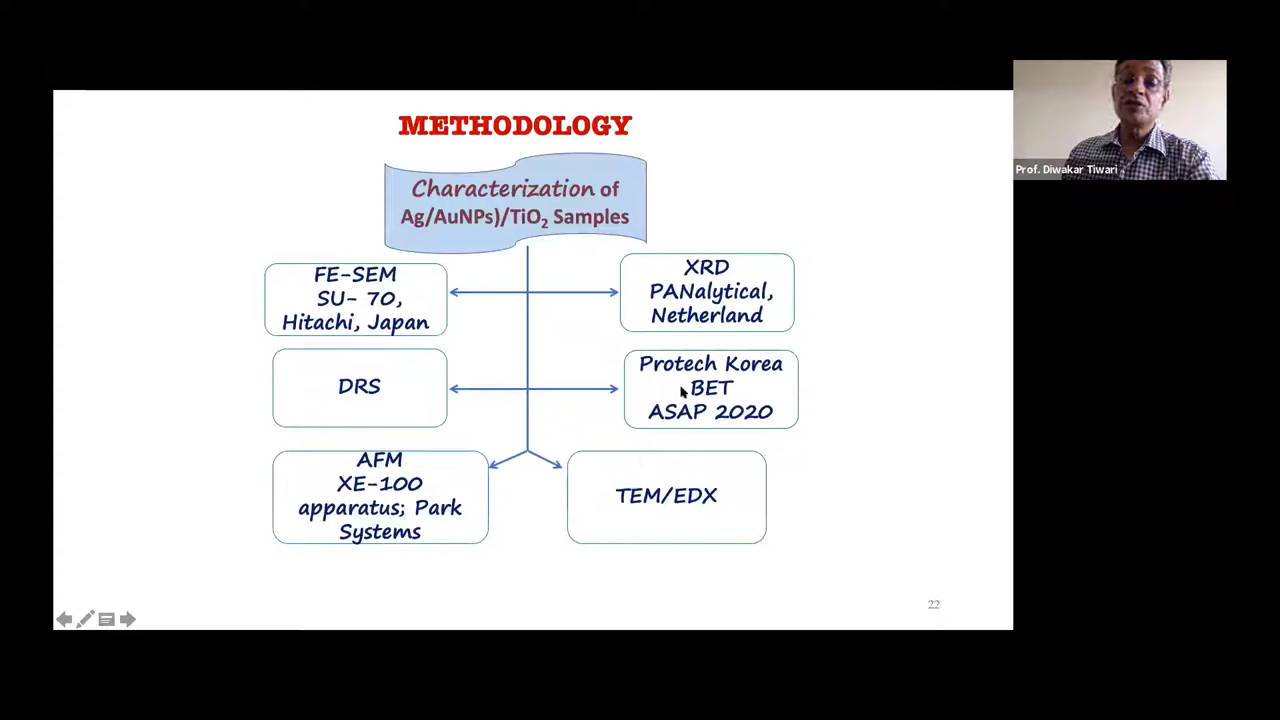 METHODOLOGY
Characterization of
Ag/AuNPs)/TiO₂ Samples
FE-SEM
SU- 70,
Hitachi, Japan
XRD
PANalytical,
Netherland
DRS
Protech Korea
BET
ASAP 2020
AFM
XE-100
apparatus; Park
Systems
TEM/EDX
22
Prof. Diwakar Tiwari